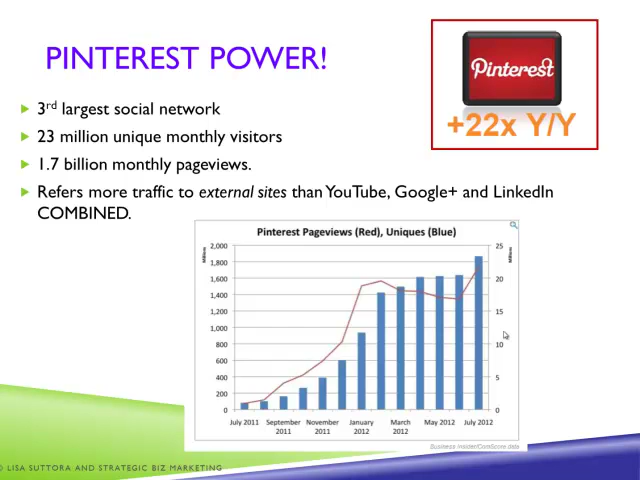 PINTEREST POWER!
Pinterest
+22x Y/Y
3rd largest social network
23 million unique monthly visitors
1.7 billion monthly pageviews.
Refers more traffic to external sites than YouTube, Google+ and LinkedIn
COMBINED.
Pinterest Pageviews (Red), Uniques (Blue)
Millions
Millions
2,000
1,800
1,600
1,400
1,200
1,000
800
600
400
200
0
25
20
15
10
5
0
July 2011 September November January March May 2012 July 2012
2011 2011 2012 2012
Business Insider/ComScore data
© LISA SUTTORA AND STRATEGIC BIZ MARKETING